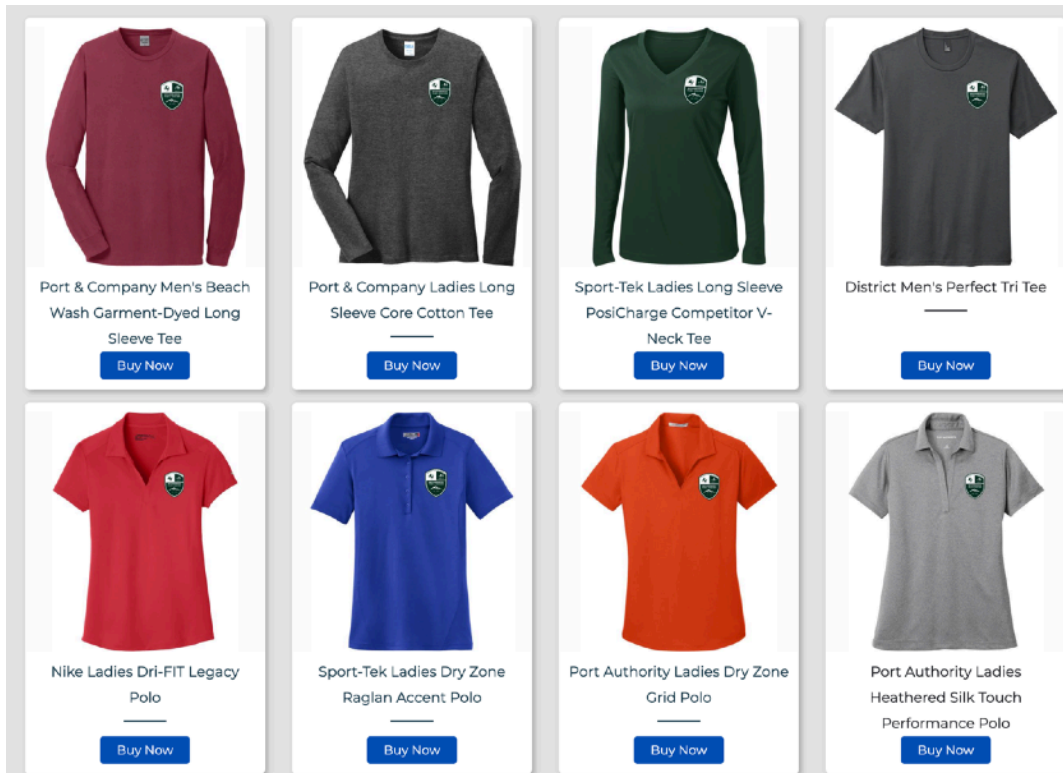 Port & Company Men's Beach
Wash Garment-Dyed Long
Sleeve Tee
Buy Now
Port & Company Ladies Long
Sleeve Core Cotton Tee
Buy Now
Sport-Tek Ladies Long Sleeve
PosiCharge Competitor V-
Neck Tee
Buy Now
District Men's Perfect Tri Tee
Buy Now
Nike Ladies Dri-FIT Legacy
Polo
Buy Now
Sport-Tek Ladies Dry Zone
Raglan Accent Polo
Buy Now
Port Authority Ladies Dry Zone
Grid Polo
Buy Now
Port Authority Ladies
Heathered Silk Touch
Performance Polo
Buy Now